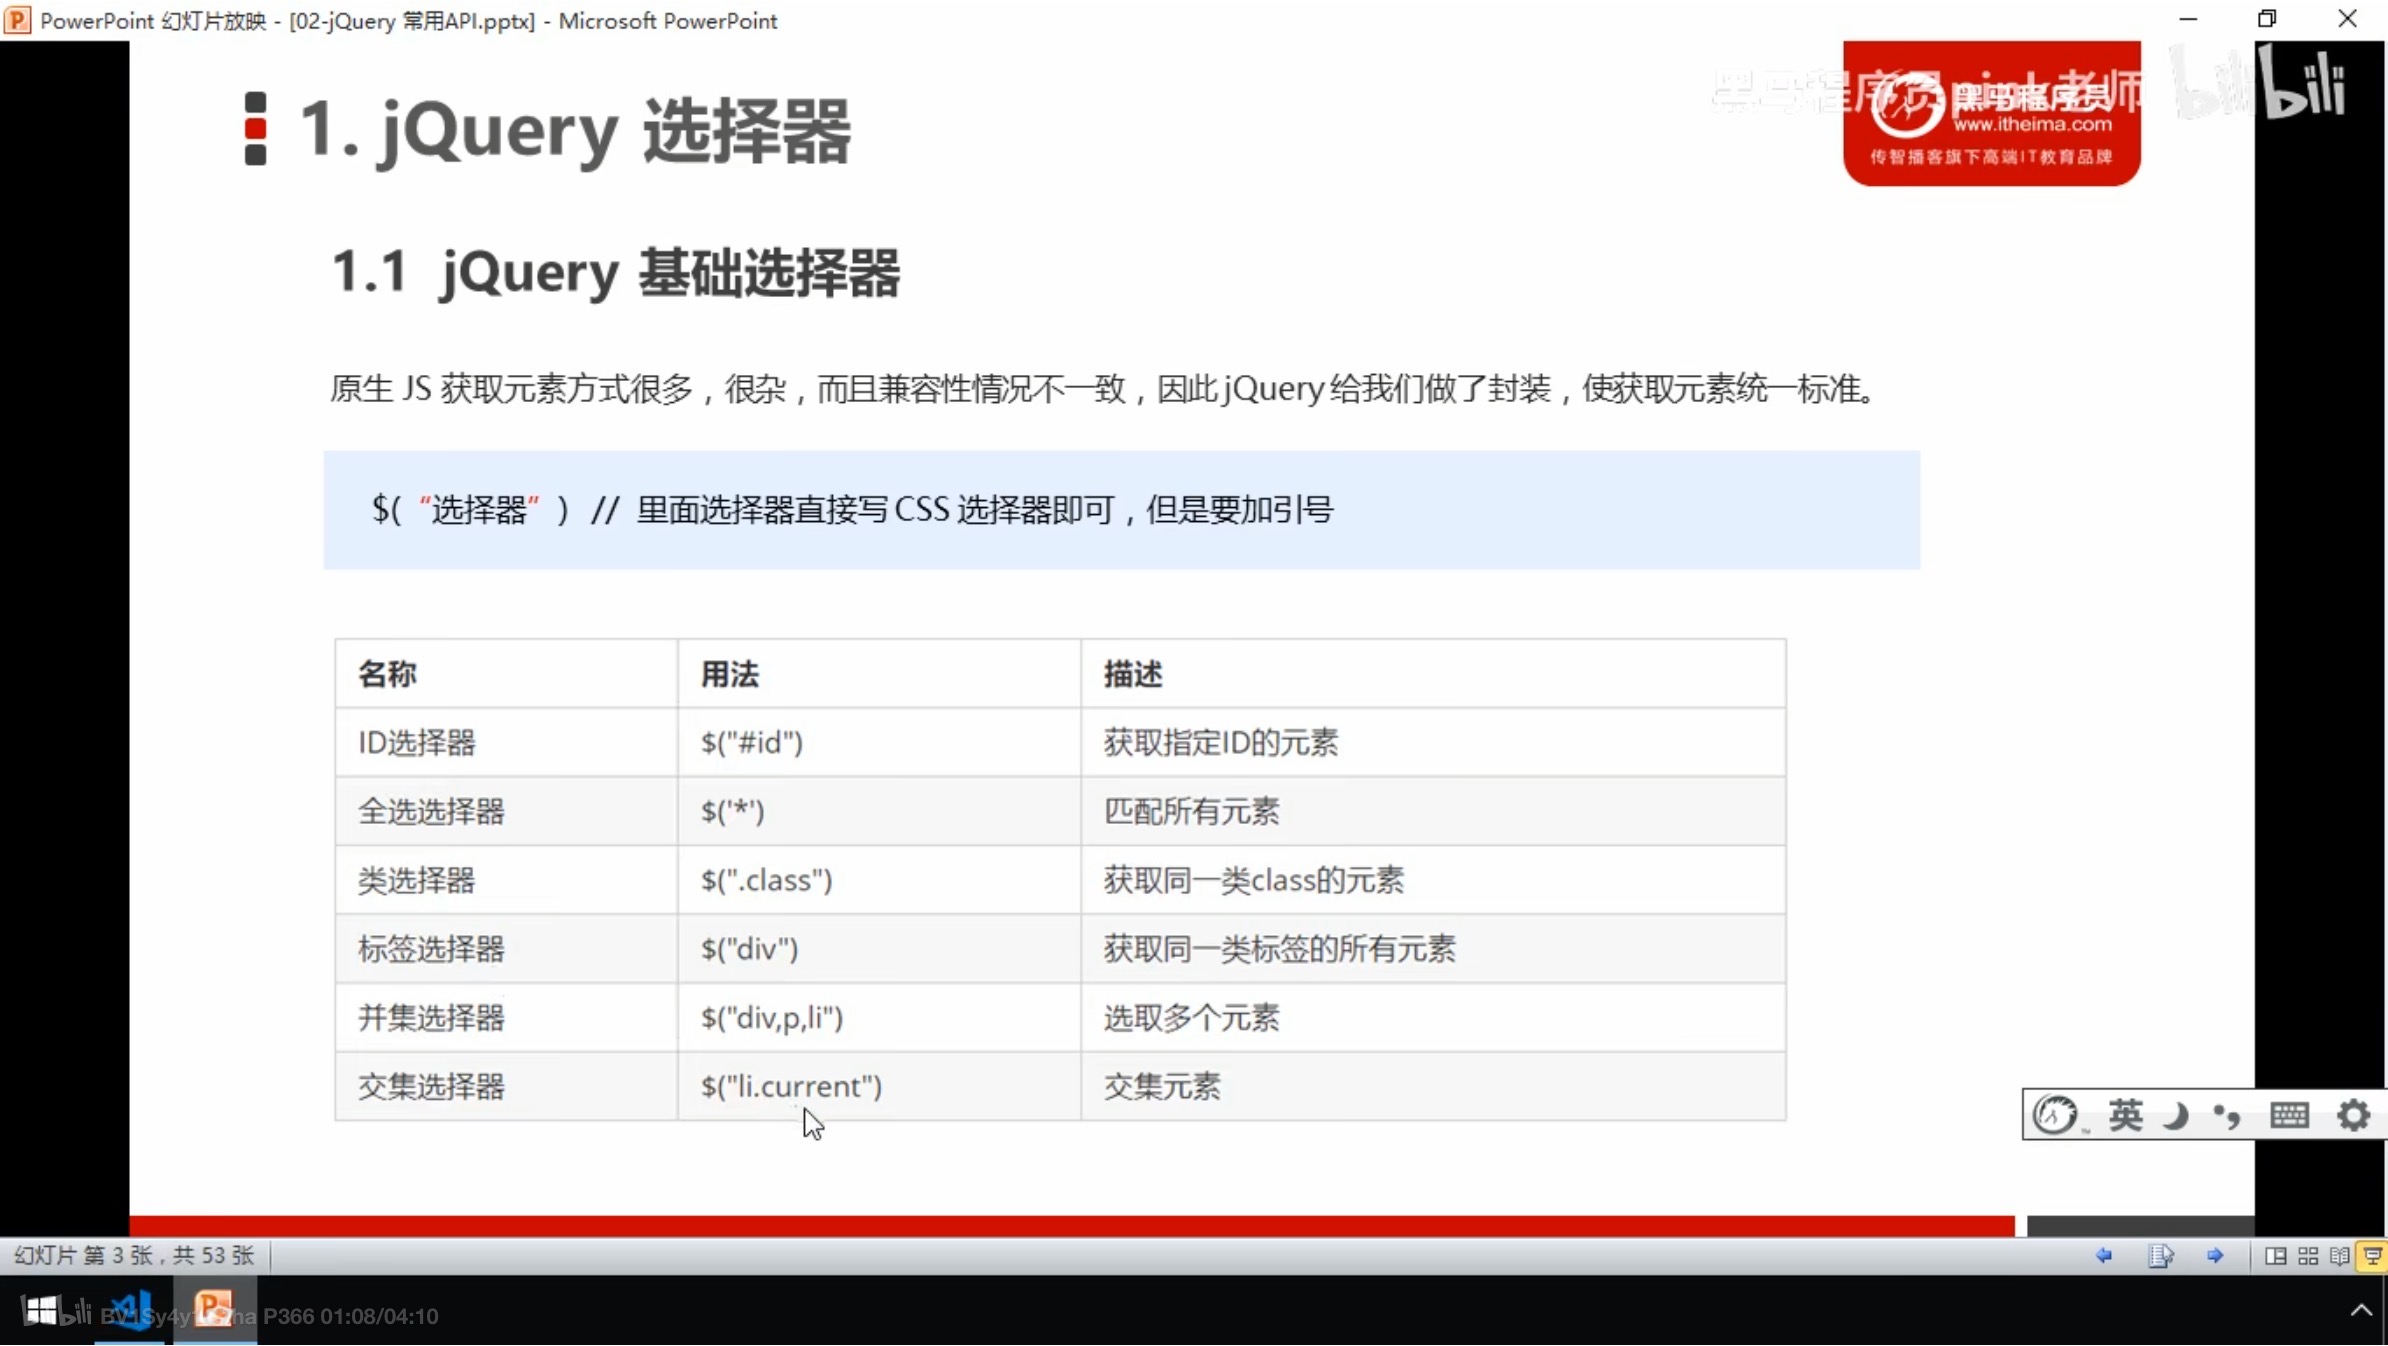 PowerPoint 幻灯片放映 - [02-jQuery 常用API.pptx] - Microsoft PowerPoint
1. jQuery 选择器
黑马程序员pink老师
bilibili
黑马程序员
www.itheima.com
传智播客旗下高端IT教育品牌
1.1 jQuery 基础选择器
原生 JS 获取元素方式很多，很杂，而且兼容性情况不一致，因此jQuery给我们做了封装，使获取元素统一标准。
$(“选择器”) // 里面选择器直接写 CSS 选择器即可，但是要加引号
名称 用法 描述
ID选择器 $("#id") 获取指定ID的元素
全选选择器 $('*') 匹配所有元素
类选择器 $(".class") 获取同一类class的元素
标签选择器 $("div") 获取同一类标签的所有元素
并集选择器 $("div,p,li") 选取多个元素
交集选择器 $("li.current") 交集元素
英
幻灯片 第 3 张，共 53 张
bilibili P366 01:08/04:10